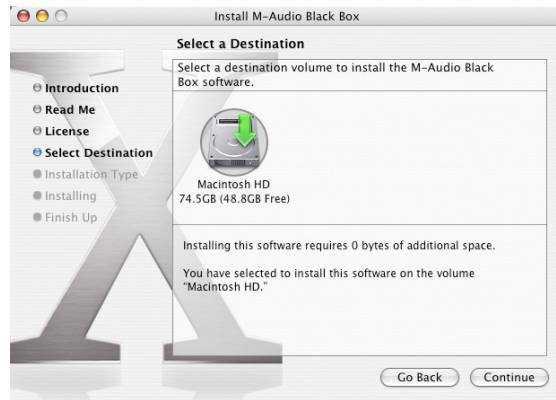 Install M-Audio Black Box
Select a Destination
Select a destination volume to install the M-Audio Black
Box software.
Introduction
Read Me
License
Select Destination
Installation Type
Installing
Finish Up
Macintosh HD
74.5GB (48.8GB Free)
Installing this software requires 0 bytes of additional space.
You have selected to install this software on the volume
“Macintosh HD.”
Go Back
Continue